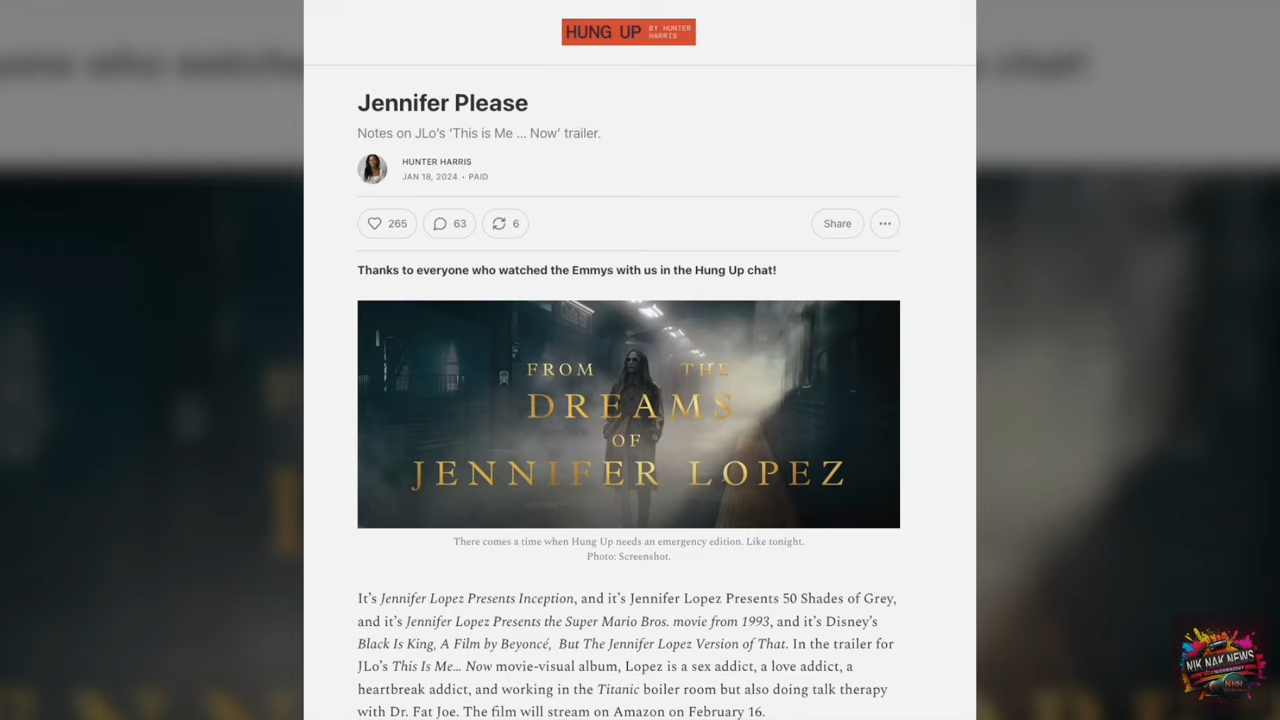 HUNG UP BY HUNTER
HARRIS
Jennifer Please
Notes on JLo's 'This is Me ... Now' trailer.
HUNTER HARRIS
JAN 18, 2024 • PAID
265 63 6 Share
Thanks to everyone who watched the Emmys with us in the Hung Up chat!
FROM THE
DREAMS
OF
JENNIFER LOPEZ
There comes a time when Hung Up needs an emergency edition. Like tonight.
Photo: Screenshot.
It's Jennifer Lopez Presents Inception, and it's Jennifer Lopez Presents 50 Shades of Grey,
and it's Jennifer Lopez Presents the Super Mario Bros. movie from 1993, and it's Disney's
Black Is King, A Film by Beyoncé, But The Jennifer Lopez Version of That. In the trailer for
JLo's This Is Me... Now movie-visual album, Lopez is a sex addict, a love addict, a
heartbreak addict, and working in the Titanic boiler room but also doing talk therapy
with Dr. Fat Joe. The film will stream on Amazon on February 16.
NIK NAK NEWS